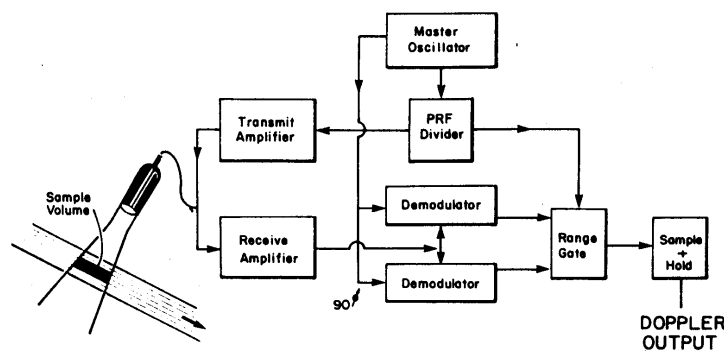 Master
Oscillator
Transmit
Amplifier
PRF
Divider
Sample
Volume
Receive
Amplifier
Demodulator
Demodulator
90°
Range
Gate
Sample
+
Hold
DOPPLER
OUTPUT